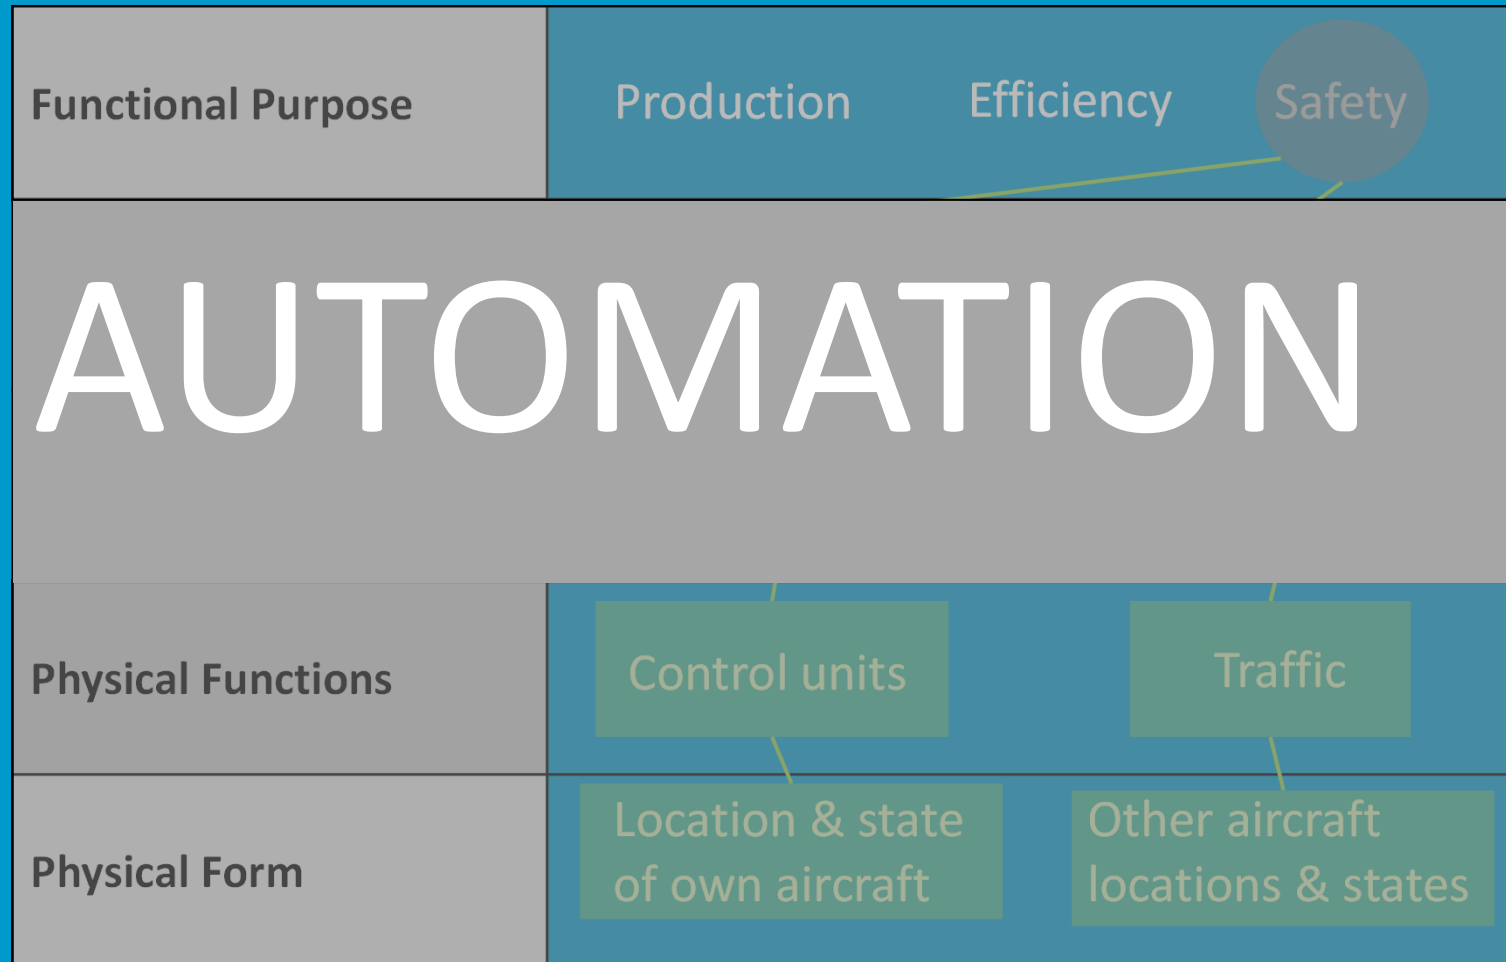 Functional Purpose
Production Efficiency Safety
AUTOMATION
Physical Functions
Control units Traffic
Physical Form
Location & state
of own aircraft
Other aircraft
locations & states